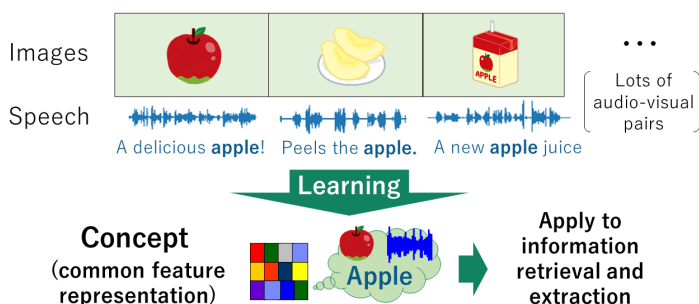 Images
APPLE
...
Speech
Lots of
audio-visual
pairs
A delicious apple!
Peels the apple.
A new apple juice
Learning
Concept
(common feature
representation)
Apple
Apply to
information
retrieval and
extraction